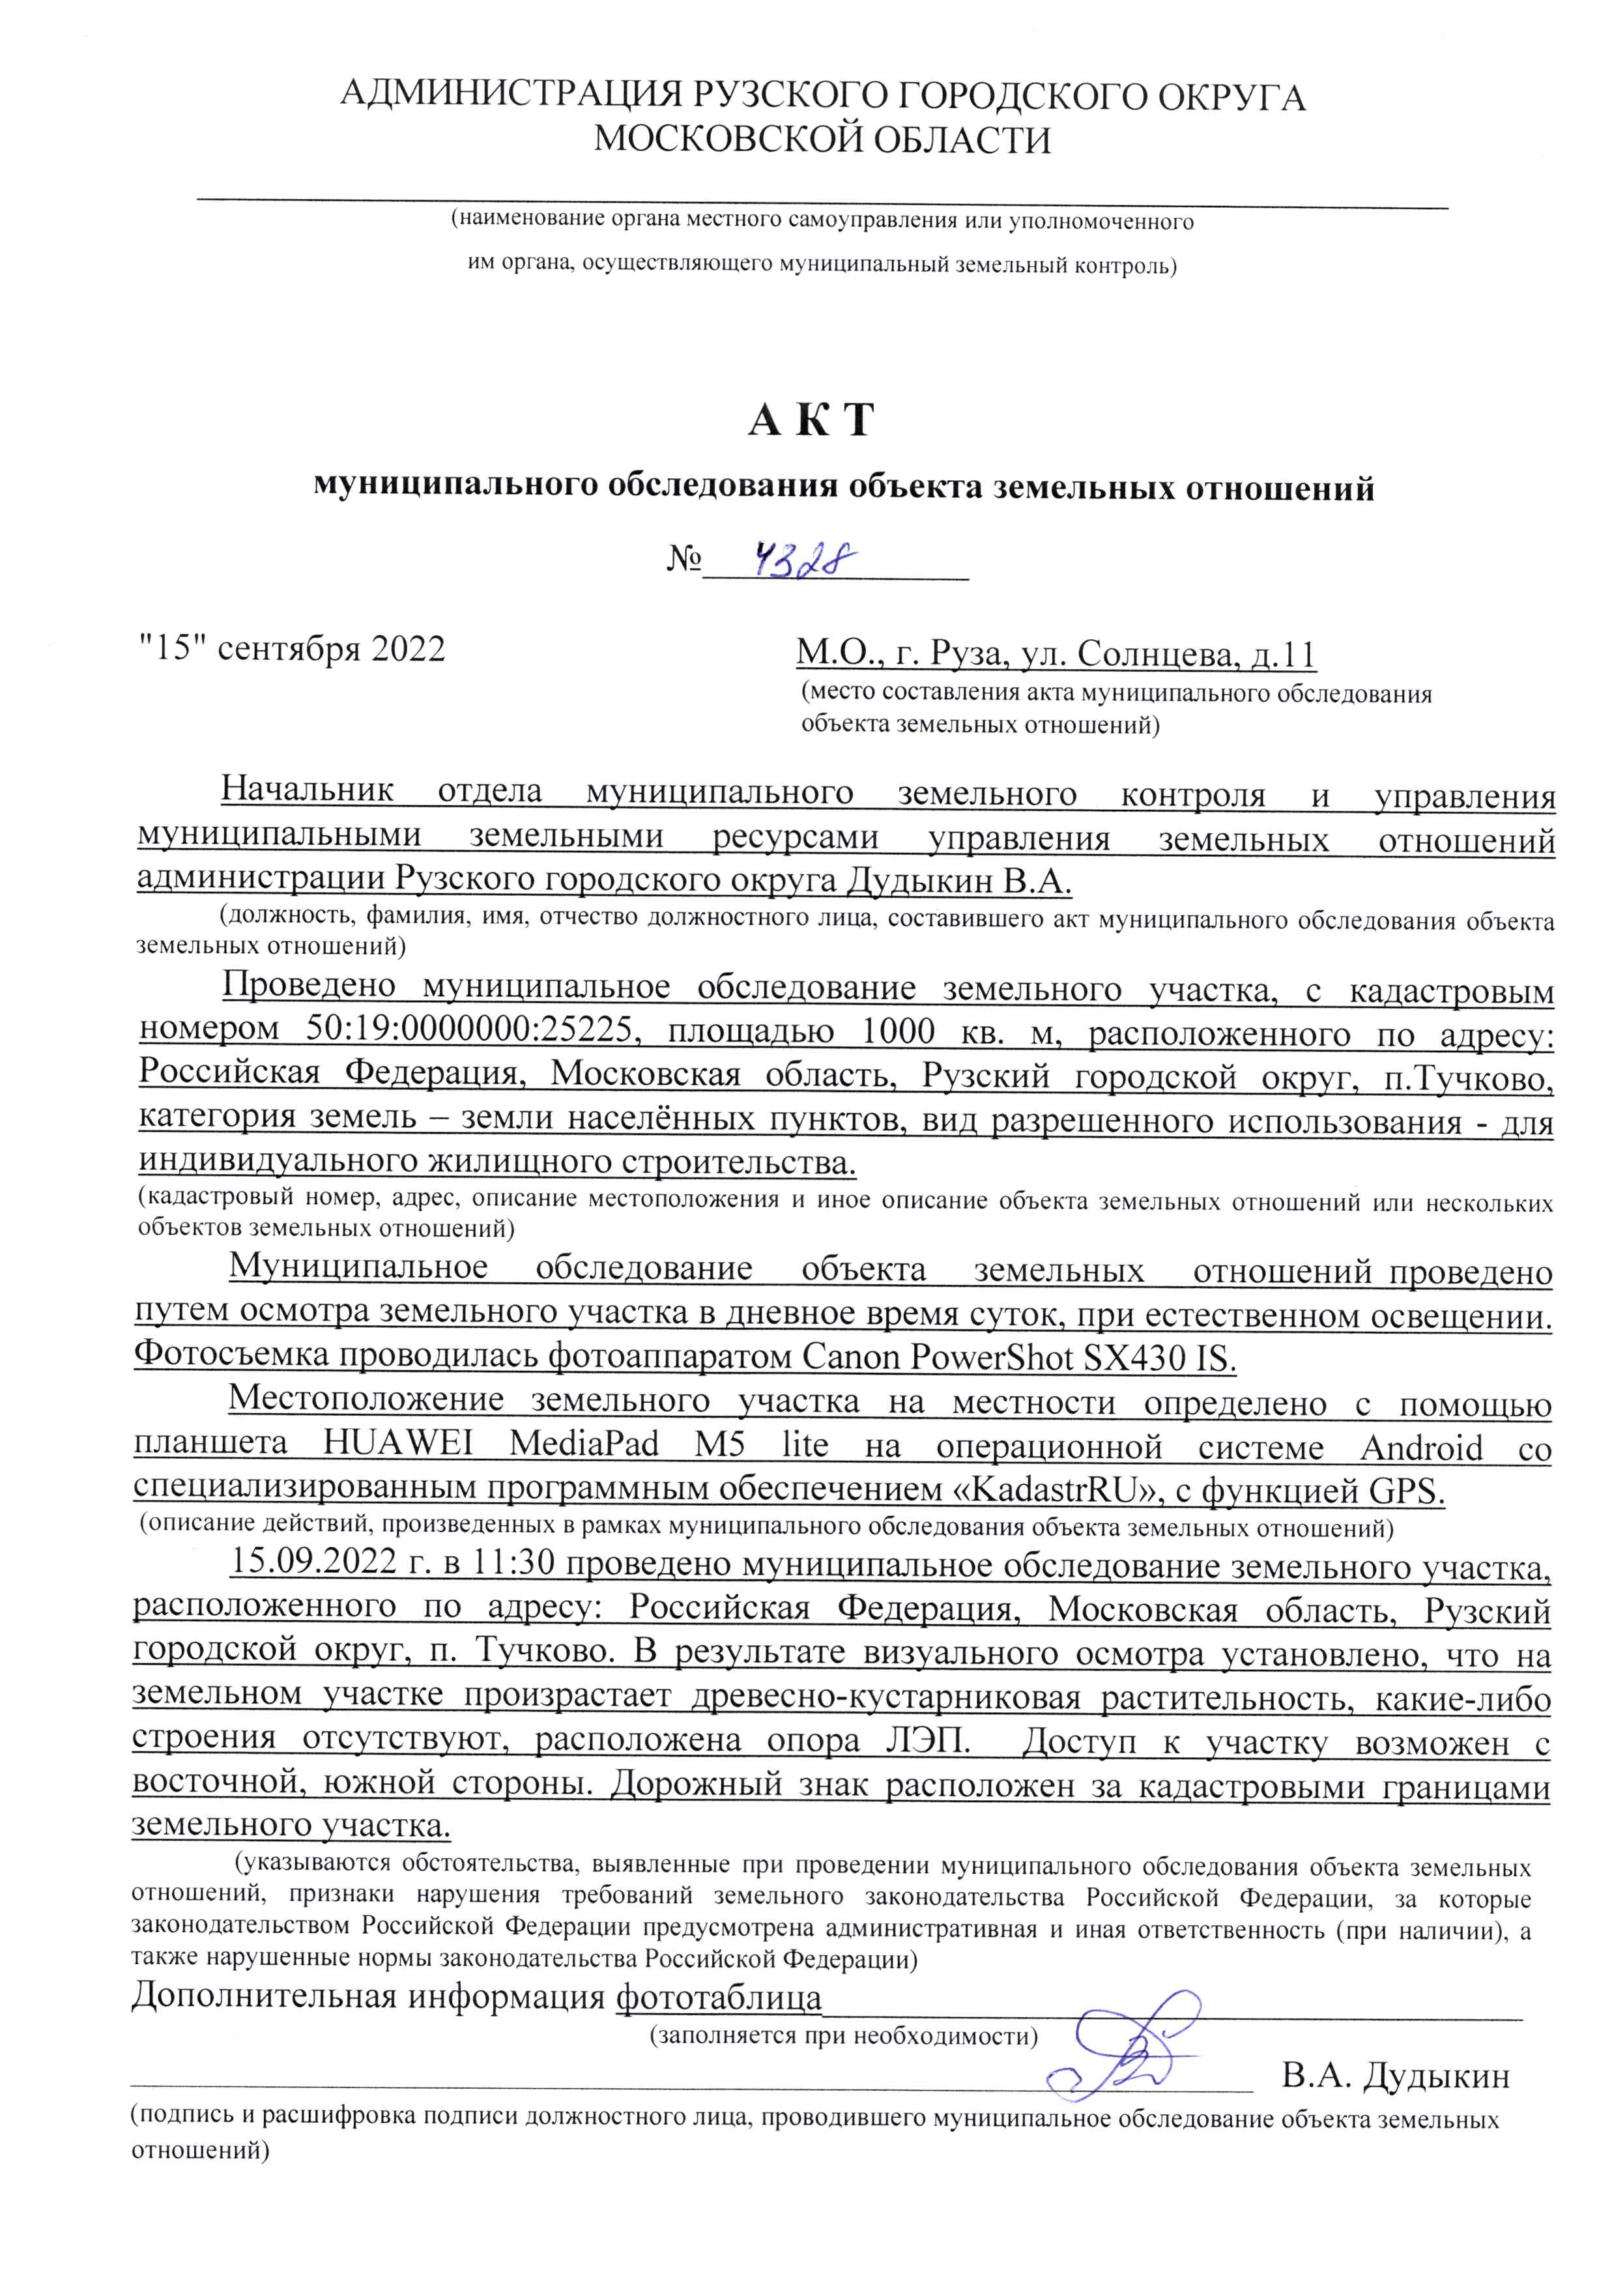 АДМИНИСТРАЦИЯ РУЗСКОГО ГОРОДСКОГО ОКРУГА
МОСКОВСКОЙ ОБЛАСТИ
(наименование органа местного самоуправления или уполномоченного
им органа, осуществляющего муниципальный земельный контроль)
А К Т
муниципального обследования объекта земельных отношений
№ 4328
"15" сентября 2022
М.О., г. Руза, ул. Солнцева, д.11
(место составления акта муниципального обследования
объекта земельных отношений)
Начальник отдела муниципального земельного контроля и управления
муниципальными земельными ресурсами управления земельных отношений
администрации Рузского городского округа Дудыкин В.А.
(должность, фамилия, имя, отчество должностного лица, составившего акт муниципального обследования объекта
земельных отношений)
Проведено муниципальное обследование земельного участка, с кадастровым
номером 50:19:0000000:25225, площадью 1000 кв. м, расположенного по адресу:
Российская Федерация, Московская область, Рузский городской округ, п.Тучково,
категория земель – земли населённых пунктов, вид разрешенного использования - для
индивидуального жилищного строительства.
(кадастровый номер, адрес, описание местоположения и иное описание объекта земельных отношений или нескольких
объектов земельных отношений)
Муниципальное обследование объекта земельных отношений проведено
путем осмотра земельного участка в дневное время суток, при естественном освещении.
Фотосъемка проводилась фотоаппаратом Canon PowerShot SX430 IS.
Местоположение земельного участка на местности определено с помощью
планшета HUAWEI MediaPad M5 lite на операционной системе Android со
специализированным программным обеспечением «KadastrRU», с функцией GPS.
(описание действий, произведенных в рамках муниципального обследования объекта земельных отношений)
15.09.2022 г. в 11:30 проведено муниципальное обследование земельного участка,
расположенного по адресу: Российская Федерация, Московская область, Рузский
городской округ, п. Тучково. В результате визуального осмотра установлено, что на
земельном участке произрастает древесно-кустарниковая растительность, какие-либо
строения отсутствуют, расположена опора ЛЭП. Доступ к участку возможен с
восточной, южной стороны. Дорожный знак расположен за кадастровыми границами
земельного участка.
(указываются обстоятельства, выявленные при проведении муниципального обследования объекта земельных
отношений, признаки нарушения требований земельного законодательства Российской Федерации, за которые
законодательством Российской Федерации предусмотрена административная и иная ответственность (при наличии), а
также нарушенные нормы законодательства Российской Федерации)
Дополнительная информация фототаблица
(заполняется при необходимости)
В.А. Дудыкин
(подпись и расшифровка подписи должностного лица, проводившего муниципальное обследование объекта земельных
отношений)